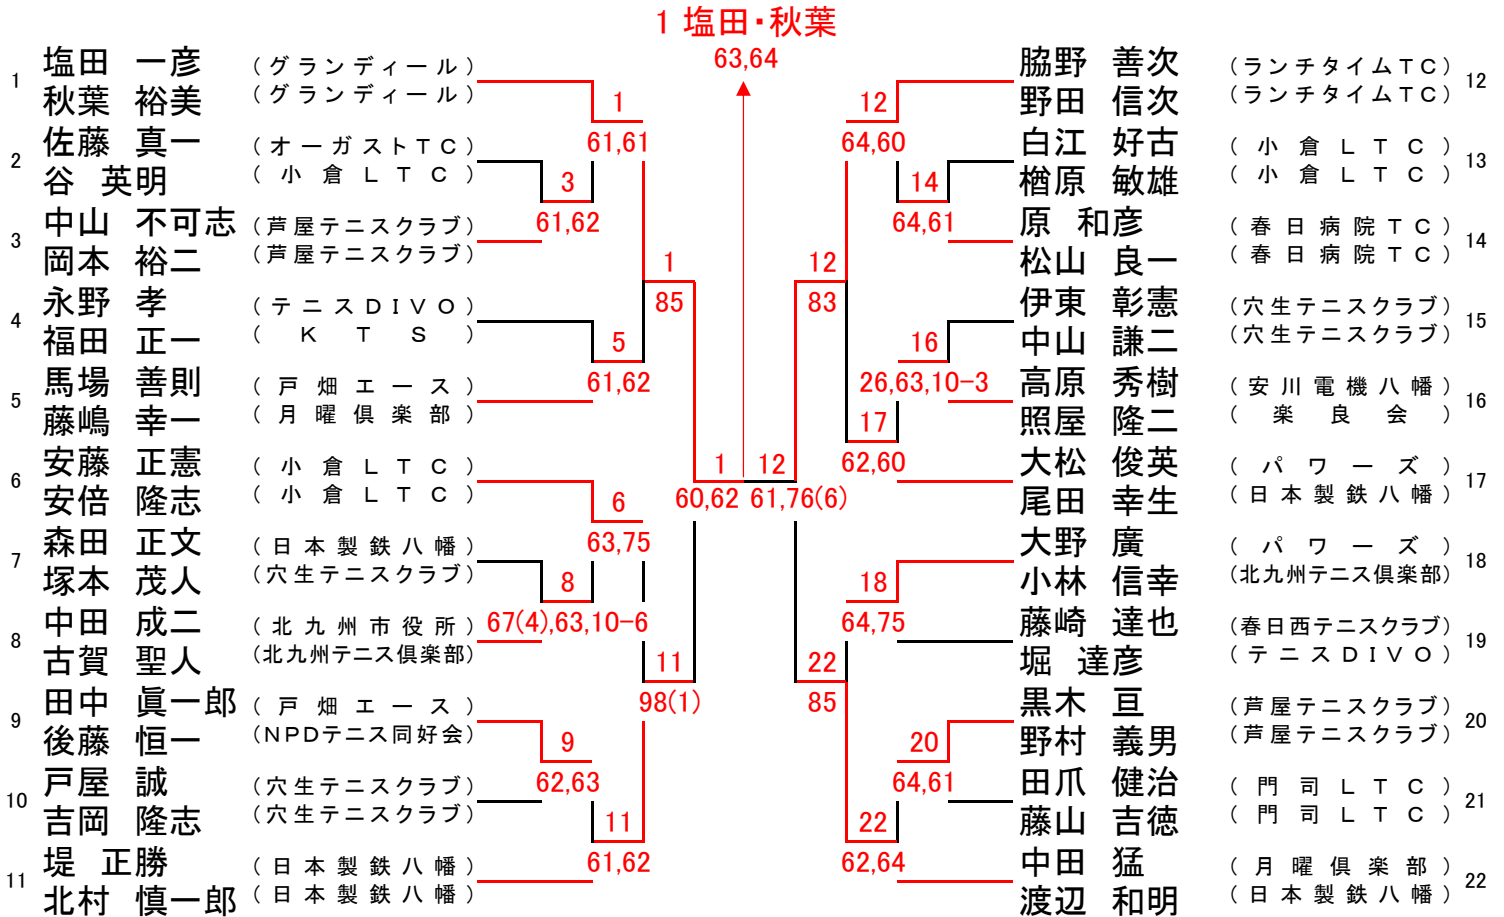 1 塩田・秋葉
63,64
1
塩田 一彦 (グランディール)
秋葉 裕美 (グランディール)
2
佐藤 真一 (オーガストTC)
谷 英明 (小倉LTC)
3
中山 不可志 (芦屋テニスクラブ)
岡本 裕二 (芦屋テニスクラブ)
4
永野 孝 (テニスDIVO)
福田 正一 (KTS)
5
馬場 善則 (戸畑エース)
藤嶋 幸一 (月曜倶楽部)
6
安藤 正憲 (小倉LTC)
安倍 隆志 (小倉LTC)
7
森田 正文 (日本製鉄八幡)
塚本 茂人 (穴生テニスクラブ)
8
中田 成二 (北九州市役所)
古賀 聖人 (北九州テニス倶楽部)
9
田中 眞一郎 (戸畑エース)
後藤 恒一 (NPDテニス同好会)
10
戸屋 誠 (穴生テニスクラブ)
吉岡 隆志 (穴生テニスクラブ)
11
堤 正勝 (日本製鉄八幡)
北村 慎一郎 (日本製鉄八幡)
1
61,61
3
61,62
1
85
5
61,62
1
60,62
6
63,75
8
67(4),63,10-6
11
98(1)
9
62,63
11
61,62
12
64,60
14
64,61
12
83
16
26,63,10-3
17
62,60
12
61,76(6)
18
64,75
22
85
20
64,61
22
62,64
脇野 善次 (ランチタイムTC)
野田 信次 (ランチタイムTC)
12
白江 好古 (小倉LTC)
楢原 敏雄 (小倉LTC)
13
原 和彦 (春日病院TC)
松山 良一 (春日病院TC)
14
伊東 彰憲 (穴生テニスクラブ)
中山 謙二 (穴生テニスクラブ)
15
高原 秀樹 (安川電機八幡)
照屋 隆二 (楽良会)
16
大松 俊英 (パワーズ)
尾田 幸生 (日本製鉄八幡)
17
大野 廣 (パワーズ)
小林 信幸 (北九州テニス倶楽部)
18
藤崎 達也 (春日西テニスクラブ)
堀 達彦 (テニスDIVO)
19
黒木 亘 (芦屋テニスクラブ)
野村 義男 (芦屋テニスクラブ)
20
田爪 健治 (門司LTC)
藤山 吉徳 (門司LTC)
21
中田 猛 (月曜倶楽部)
渡辺 和明 (日本製鉄八幡)
22